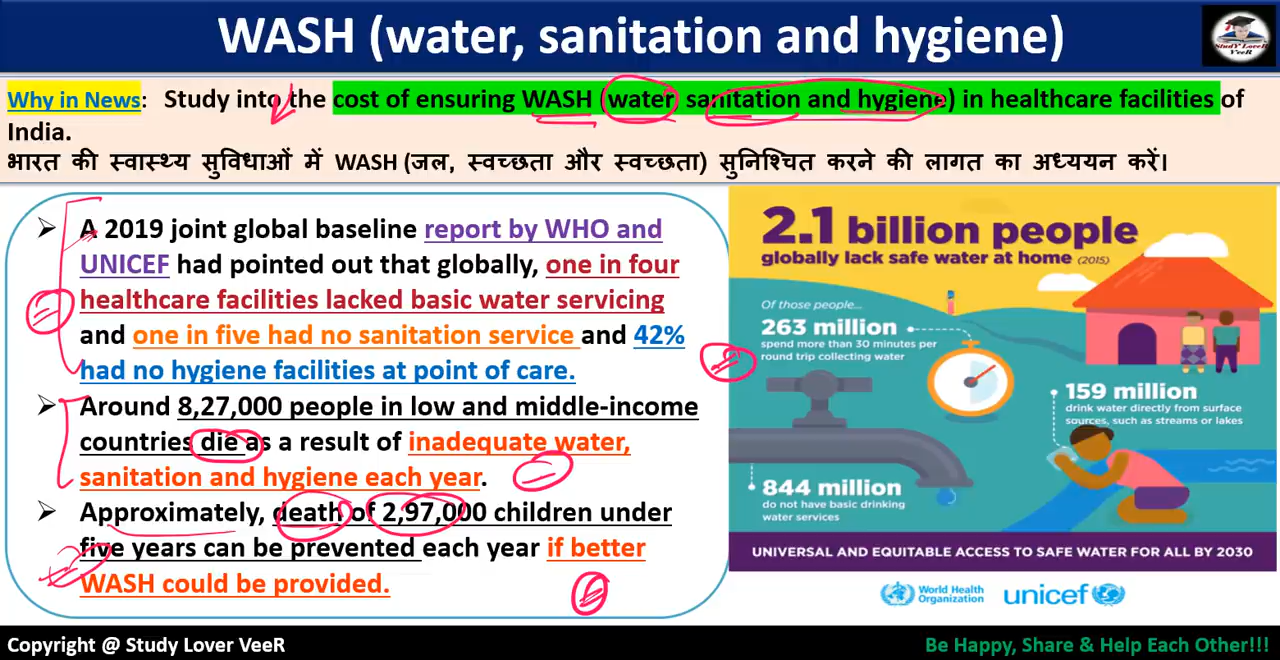 WASH (water, sanitation and hygiene)
StudY LoveR
VeeR
Why in News: Study into the cost of ensuring WASH (water, sanitation and hygiene) in healthcare facilities of
India.
भारत की स्वास्थ्य सुविधाओं में WASH (जल, स्वच्छता और स्वच्छता) सुनिश्चित करने की लागत का अध्ययन करें।
➢ A 2019 joint global baseline report by WHO and
UNICEF had pointed out that globally, one in four
healthcare facilities lacked basic water servicing
and one in five had no sanitation service and 42%
had no hygiene facilities at point of care.
➢ Around 8,27,000 people in low and middle-income
countries die as a result of inadequate water,
sanitation and hygiene each year.
➢ Approximately, death of 2,97,000 children under
five years can be prevented each year if better
WASH could be provided.
2.1 billion people
globally lack safe water at home (2015)
Of those people...
263 million
spend more than 30 minutes per
round trip collecting water
159 million
drink water directly from surface
sources, such as streams or lakes
844 million
do not have basic drinking
water services
UNIVERSAL AND EQUITABLE ACCESS TO SAFE WATER FOR ALL BY 2030
World Health
Organization
unicef
Copyright @ Study Lover VeeR
Be Happy, Share & Help Each Other!!!